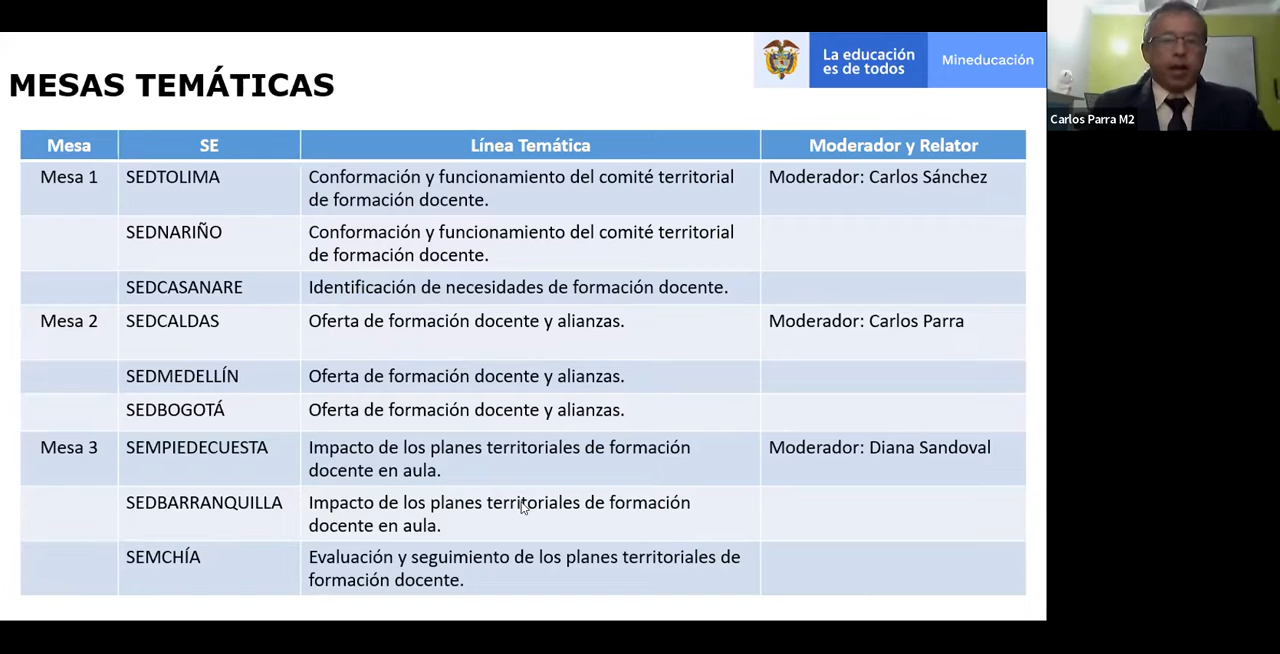 La educación
es de todos
Mineducación
MESAS TEMÁTICAS
Carlos Parra M2
Mesa SE Línea Temática Moderador y Relator
Mesa 1 SEDTOLIMA Conformación y funcionamiento del comité territorial Moderador: Carlos Sánchez
de formación docente.
SEDNARIÑO Conformación y funcionamiento del comité territorial
de formación docente.
SEDCASANARE Identificación de necesidades de formación docente.
Mesa 2 SEDCALDAS Oferta de formación docente y alianzas. Moderador: Carlos Parra
SEDMEDELLÍN Oferta de formación docente y alianzas.
SEDBOGOTÁ Oferta de formación docente y alianzas.
Mesa 3 SEMPIEDECUESTA Impacto de los planes territoriales de formación Moderador: Diana Sandoval
docente en aula.
SEDBARRANQUILLA Impacto de los planes territoriales de formación
docente en aula.
SEMCHÍA Evaluación y seguimiento de los planes territoriales de
formación docente.